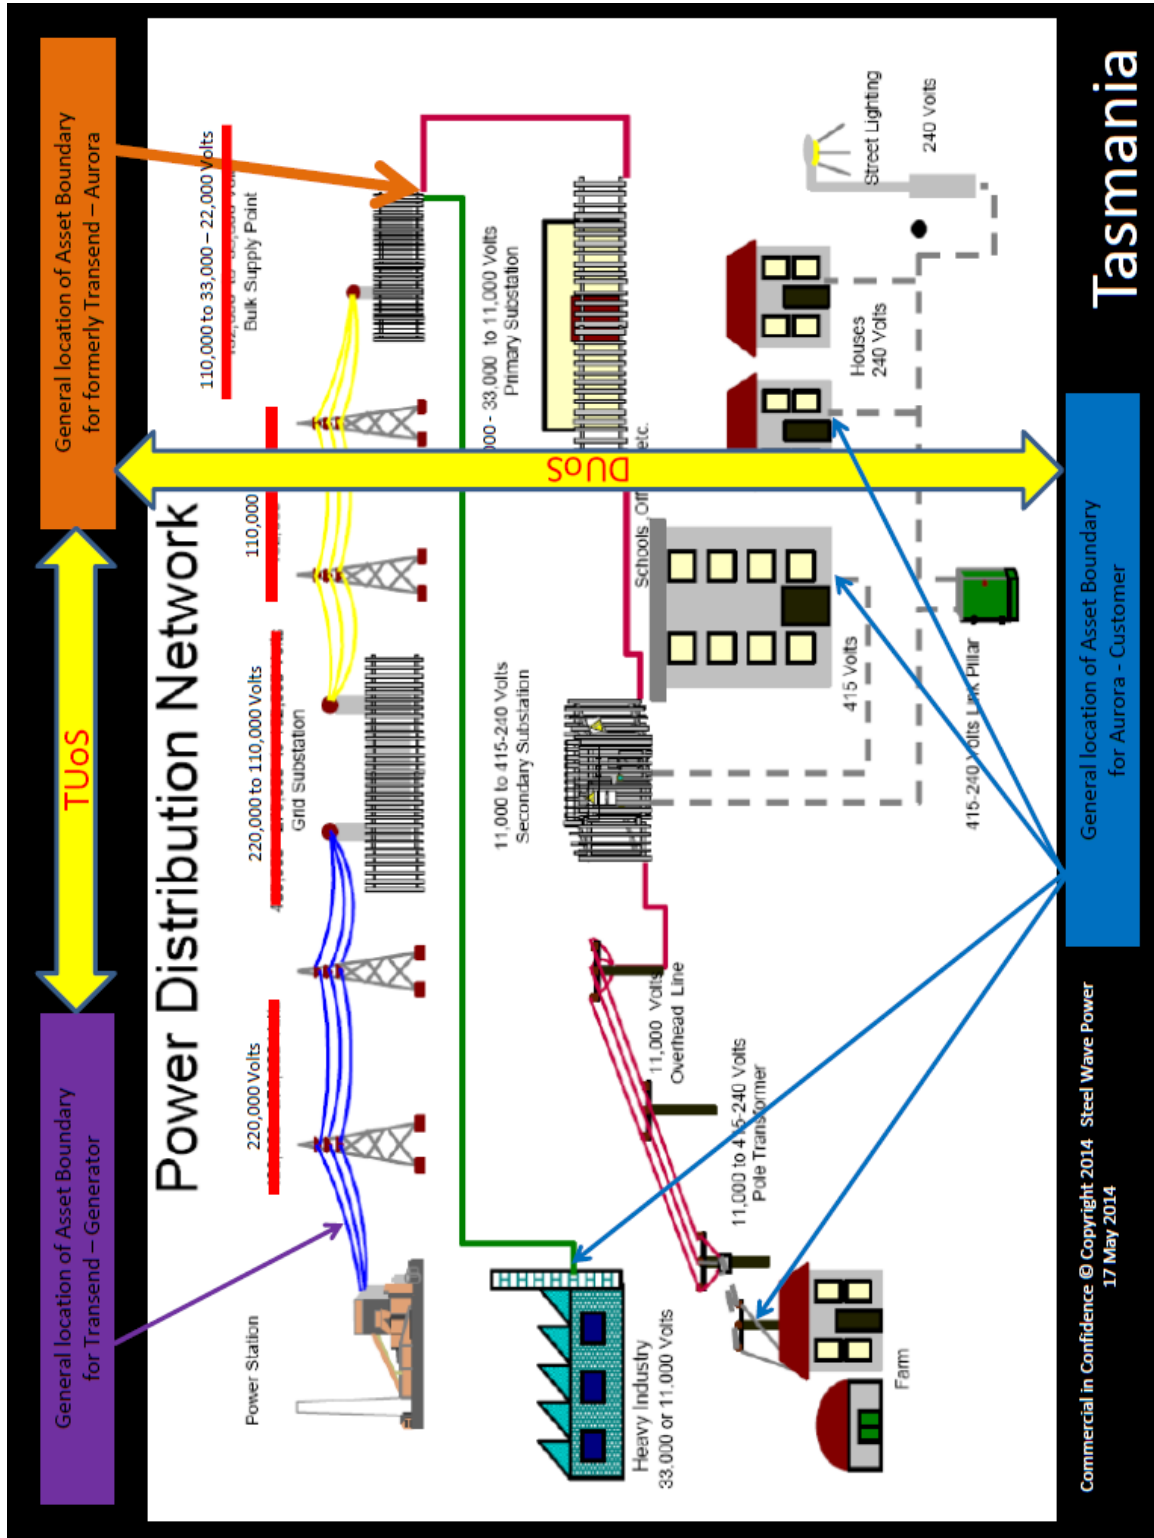 General location of Asset Boundary
for Transend – Generator
TUoS
General location of Asset Boundary
for formerly Transend – Aurora
Power Distribution Network
220,000 Volts
220,000 to 110,000 Volts
Grid Substation
110,000
110,000 to 33,000 – 22,000 Volts
Bulk Supply Point
Power Station
11,000 to 415-240 Volts
Secondary Substation
000 - 33,000 to 11,000 Volts
Primary Substation
DUoS
Heavy Industry
33,000 or 11,000 Volts
11,000 Volts
Overhead Line
11,000 to 415-240 Volts
Pole Transformer
Schools ,Off
etc.
415 Volts
Houses
240 Volts
Street Lighting
240 Volts
Farm
415-240 Volts Link Pillar
General location of Asset Boundary
for Aurora - Customer
Commercial in Confidence © Copyright 2014 Steel Wave Power
17 May 2014
Tasmania